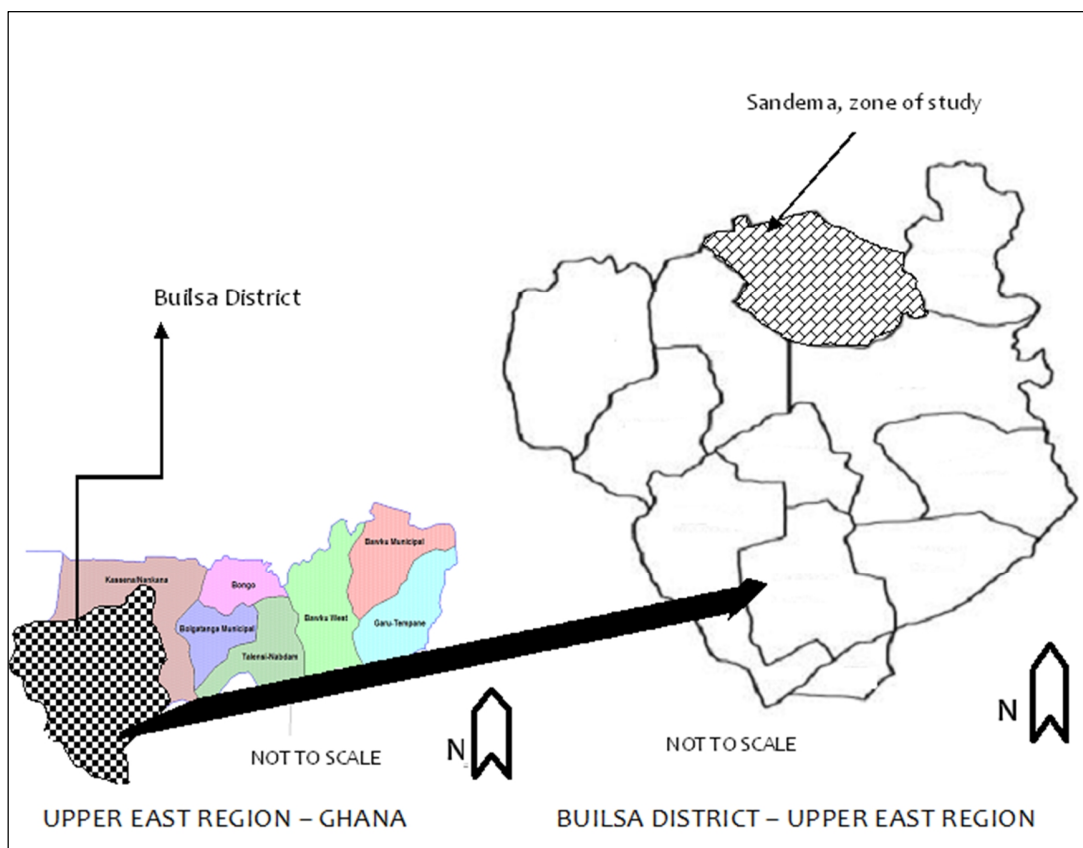 Sandema, zone of study
Builsa District
Kassena/Nankana
Bongo
Bawku Municipal
Bolgatanga Municipal
Bawku West
Garu-Tempane
Talensi-Nabdam
N
NOT TO SCALE
N
NOT TO SCALE
UPPER EAST REGION – GHANA
BUILSA DISTRICT – UPPER EAST REGION